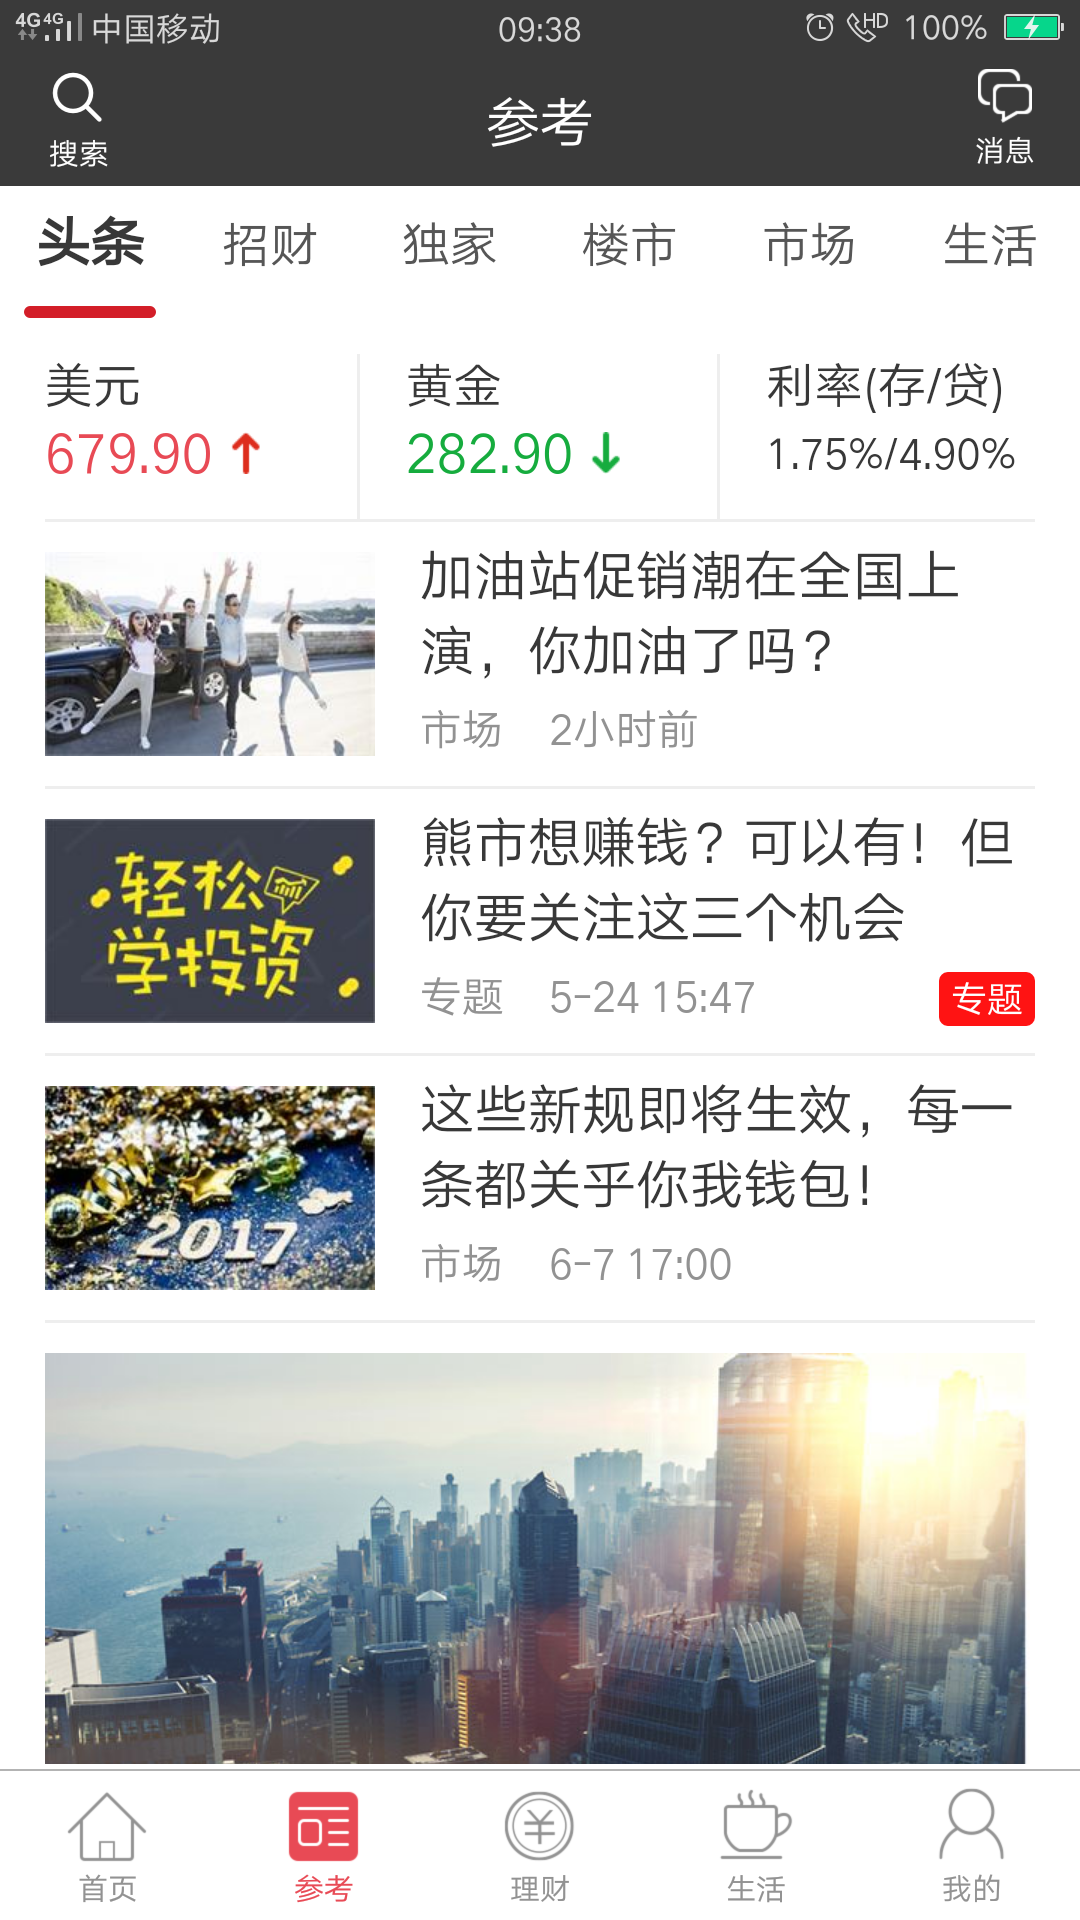 4G 4G 中国移动 09:38 HD 100%
搜索 参考 消息
头条 招财 独家 楼市 市场 生活
美元 黄金 利率(存/贷)
679.90 282.90 1.75%/4.90%
加油站促销潮在全国上
演，你加油了吗？
市场 2小时前
轻松
学投资
熊市想赚钱？可以有！但
你要关注这三个机会
专题 5-24 15:47 专题
2017
这些新规即将生效，每一
条都关乎你我钱包！
市场 6-7 17:00
首页 参考 理财 生活 我的